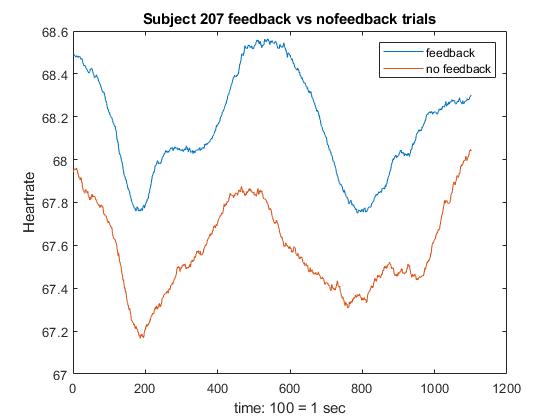 Subject 207 feedback vs nofeedback trials
68.6
68.4
68.2
68
67.8
67.6
67.4
67.2
67
Heartrate
feedback
no feedback
0 200 400 600 800 1000 1200
time: 100 = 1 sec